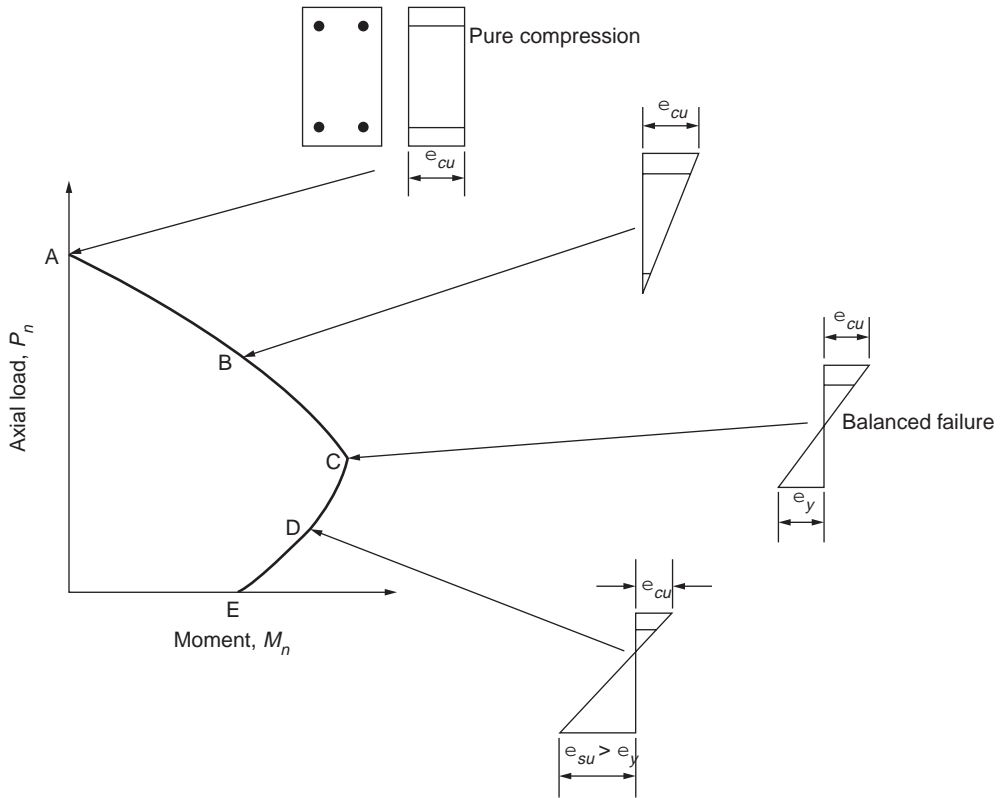 Pure compression
e_cu
e_cu
A
B
e_cu
Balanced failure
Axial load, P_n
C
e_y
D
e_cu
E
Moment, M_n
e_su > e_y